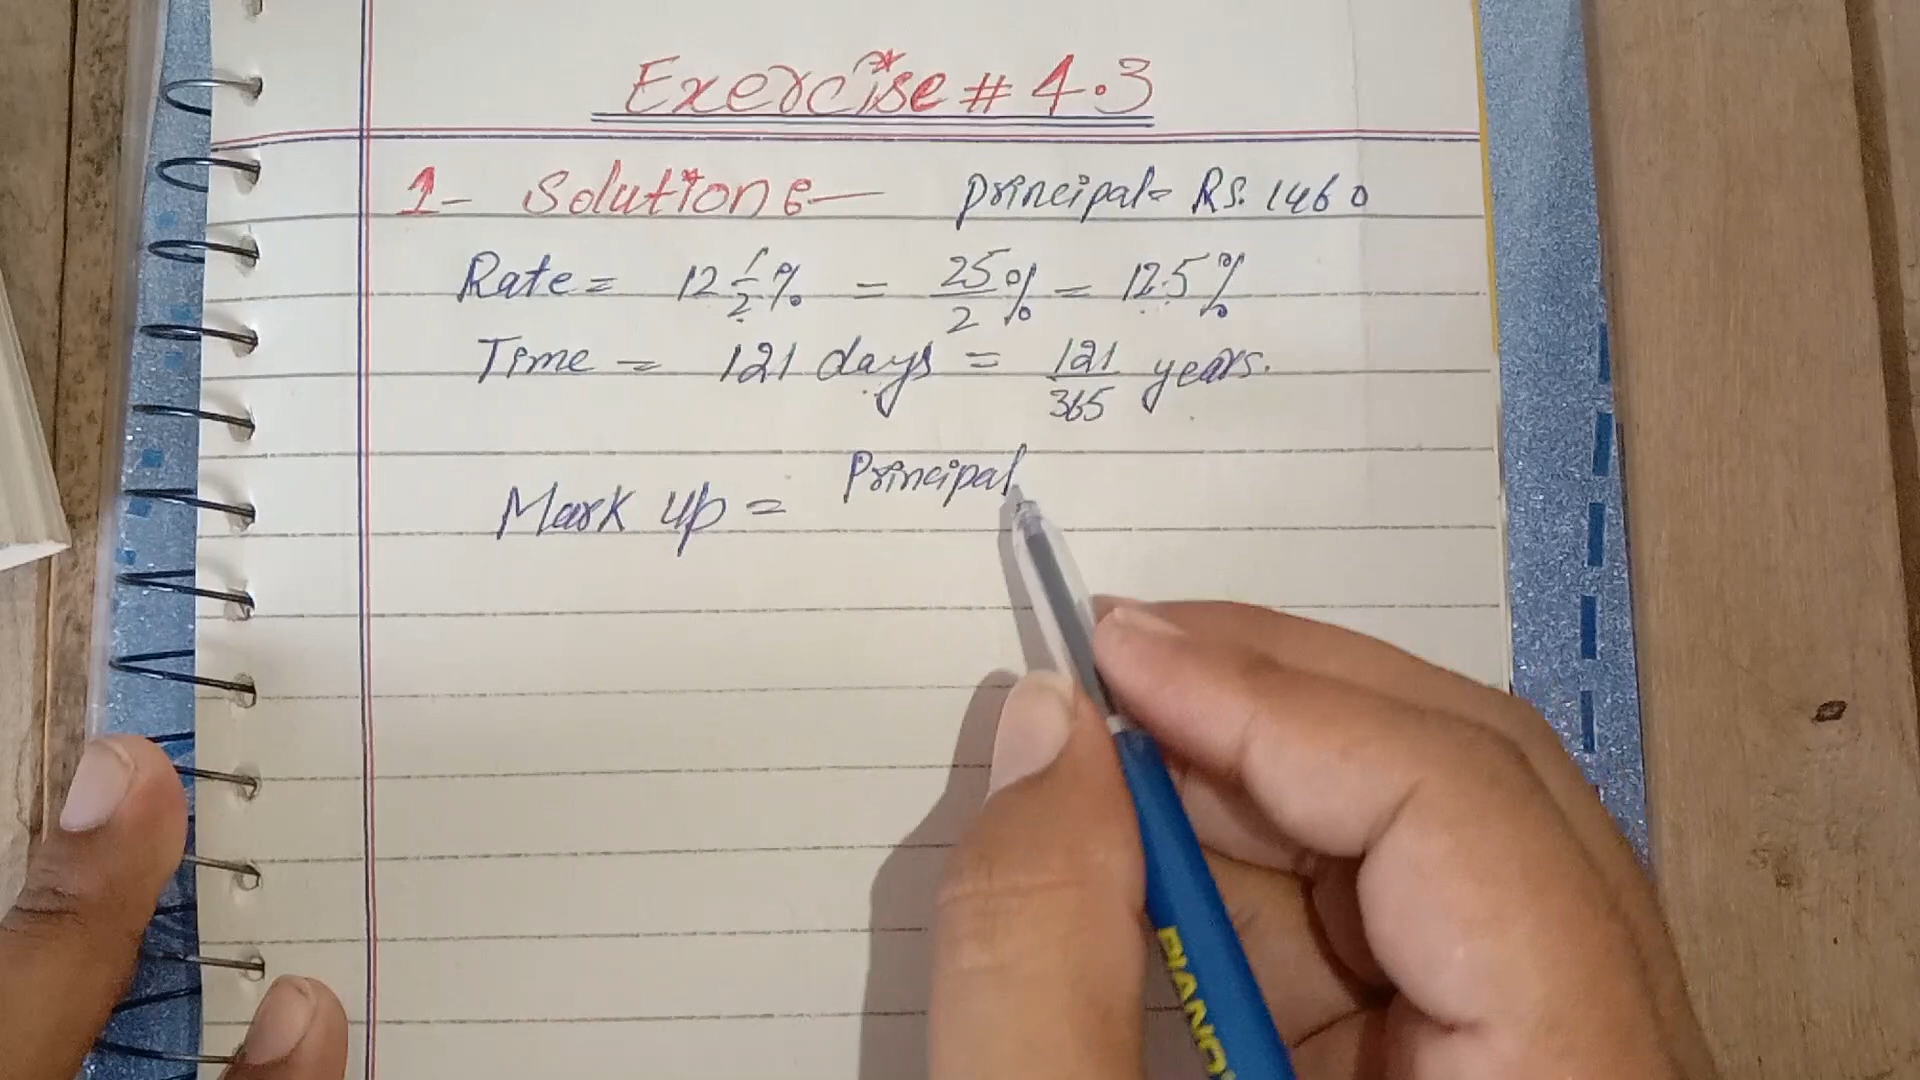 Exercise # 4.3
1- Solution:- Principal = RS. 1460
Rate = 12 1/2 % = 25/2 % = 12.5 %
Time = 121 days = 121/365 years.
Mark up = Principal
PIANO